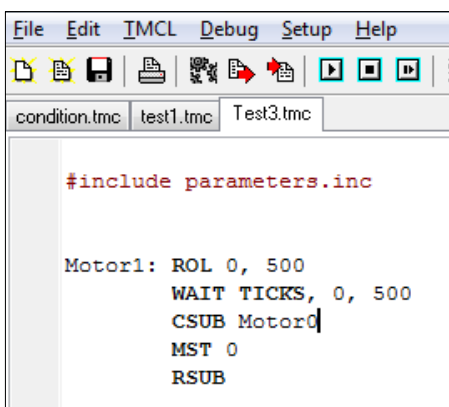 File Edit TMCL Debug Setup Help
condition.tmc test1.tmc Test3.tmc
#include parameters.inc
Motor1: ROL 0, 500
WAIT TICKS, 0, 500
CSUB Motor0
MST 0
RSUB